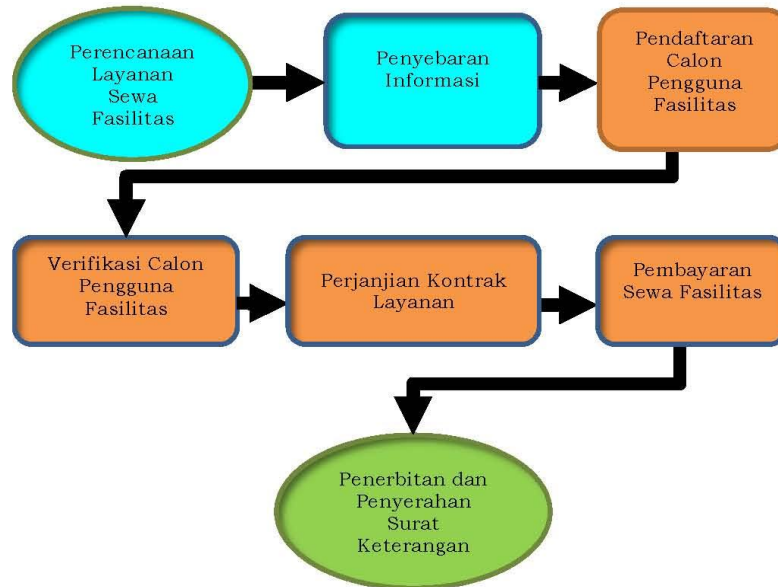 Perencanaan
Layanan
Sewa
Fasilitas
Penyebaran
Informasi
Pendaftaran
Calon
Pengguna
Fasilitas
Verifikasi Calon
Pengguna
Fasilitas
Perjanjian Kontrak
Layanan
Pembayaran
Sewa Fasilitas
Penerbitan dan
Penyerahan
Surat
Keterangan